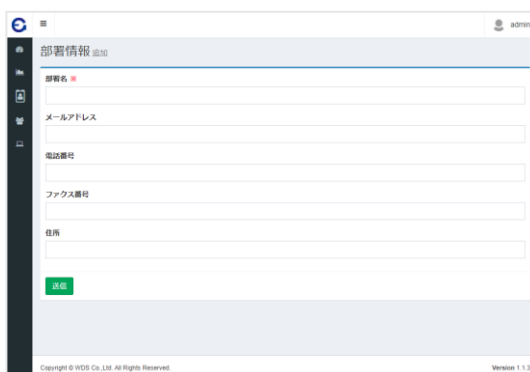 admin
部署情報 追加
部署名 ※
メールアドレス
電話番号
ファクス番号
住所
送信
Copyright © WDS Co.,Ltd. All Rights Reserved.
Version 1.1.3